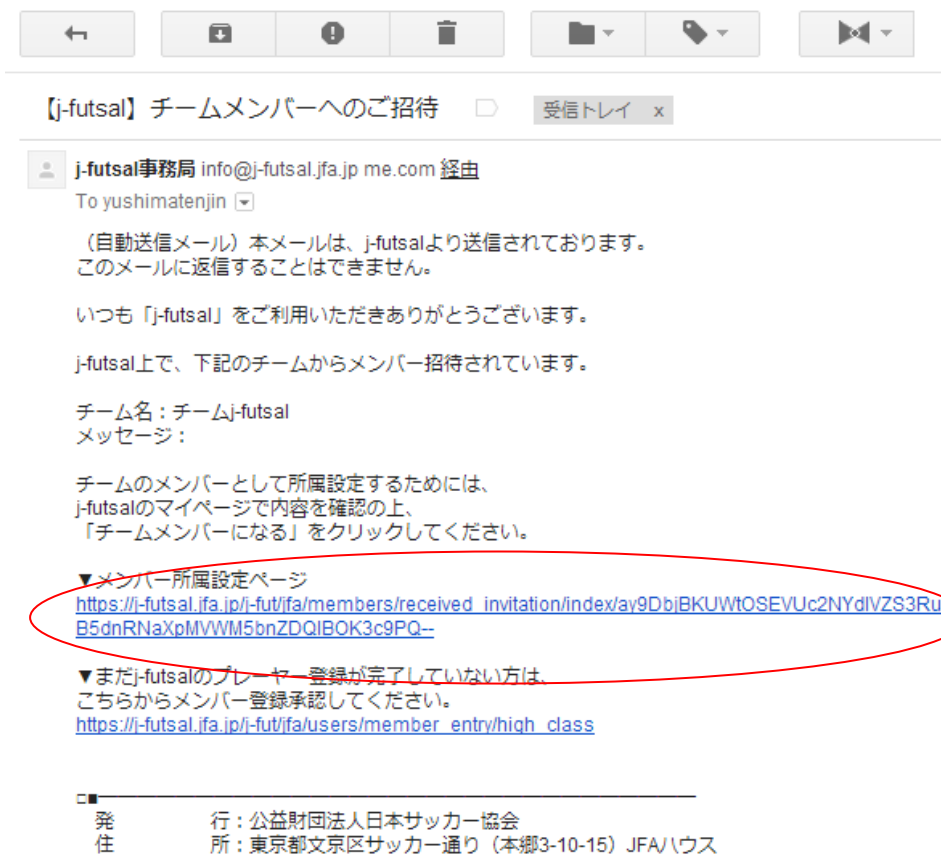 【j-futsal】チームメンバーへのご招待 受信トレイ x
j-futsal事務局 info@j-futsal.jfa.jp me.com 経由
To yushimatenjin
（自動送信メール）本メールは、j-futsalより送信されております。
このメールに返信することはできません。
いつも「j-futsal」をご利用いただきありがとうございます。
j-futsal上で、下記のチームからメンバー招待されています。
チーム名：チームj-futsal
メッセージ：
チームのメンバーとして所属設定するためには、
j-futsalのマイページで内容を確認の上、
「チームメンバーになる」をクリックしてください。
▼メンバー所属設定ページ
https://j-futsal.jfa.jp/j-fut/jfa/members/received_invitation/index/ay9DbjBKUWtOSEVUc2NYdlVZS3Ru
B5dnRNaXpMVWM5bnZDQlBOK3c9PQ--
▼まだj-futsalのプレーヤー登録が完了していない方は、
こちらからメンバー登録承認してください。
https://j-futsal.jfa.jp/j-fut/jfa/users/member_entry/high_class
□■━━━━━━━━━━━━━━━━━━━━━━━━━━━━━━
発　　　　行：公益財団法人日本サッカー協会
住　　　　所：東京都文京区サッカー通り（本郷3-10-15）JFAハウス